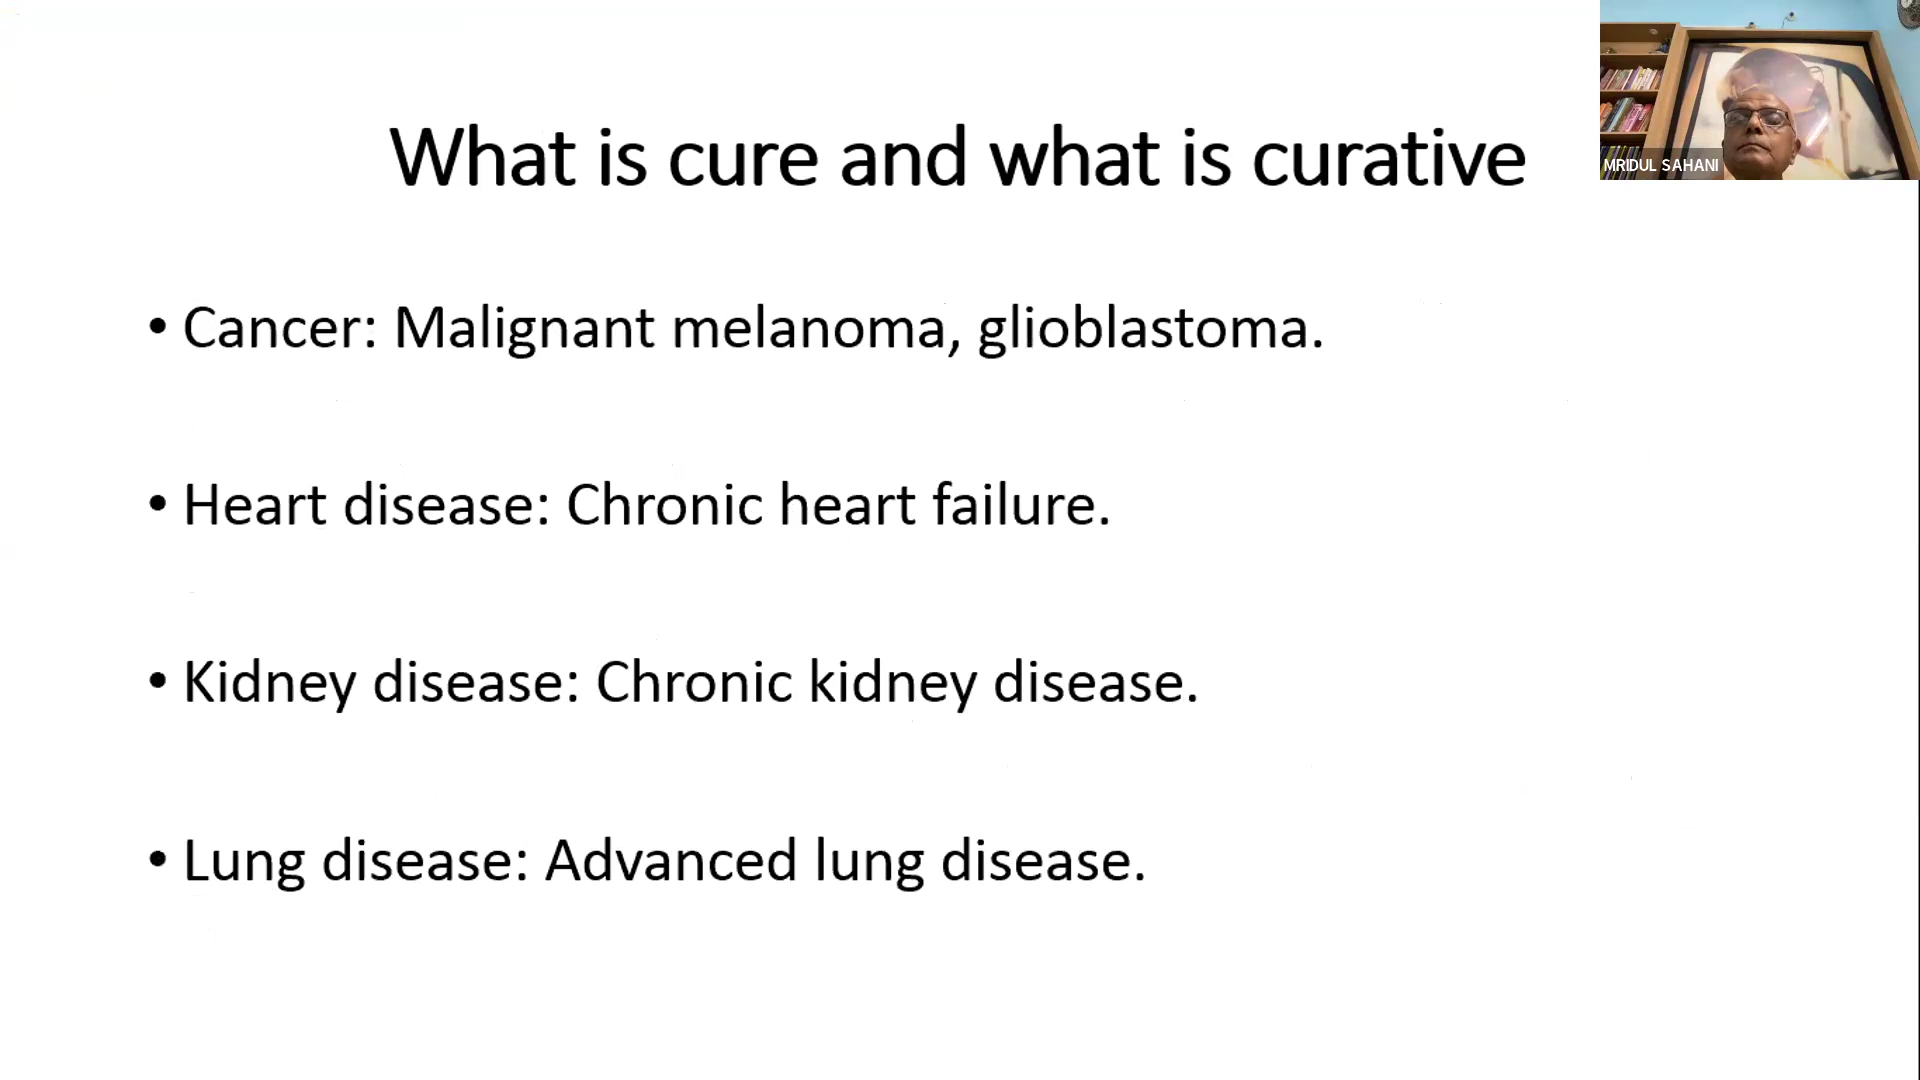 What is cure and what is curative
MRIDUL SAHANI
• Cancer: Malignant melanoma, glioblastoma.
• Heart disease: Chronic heart failure.
• Kidney disease: Chronic kidney disease.
• Lung disease: Advanced lung disease.